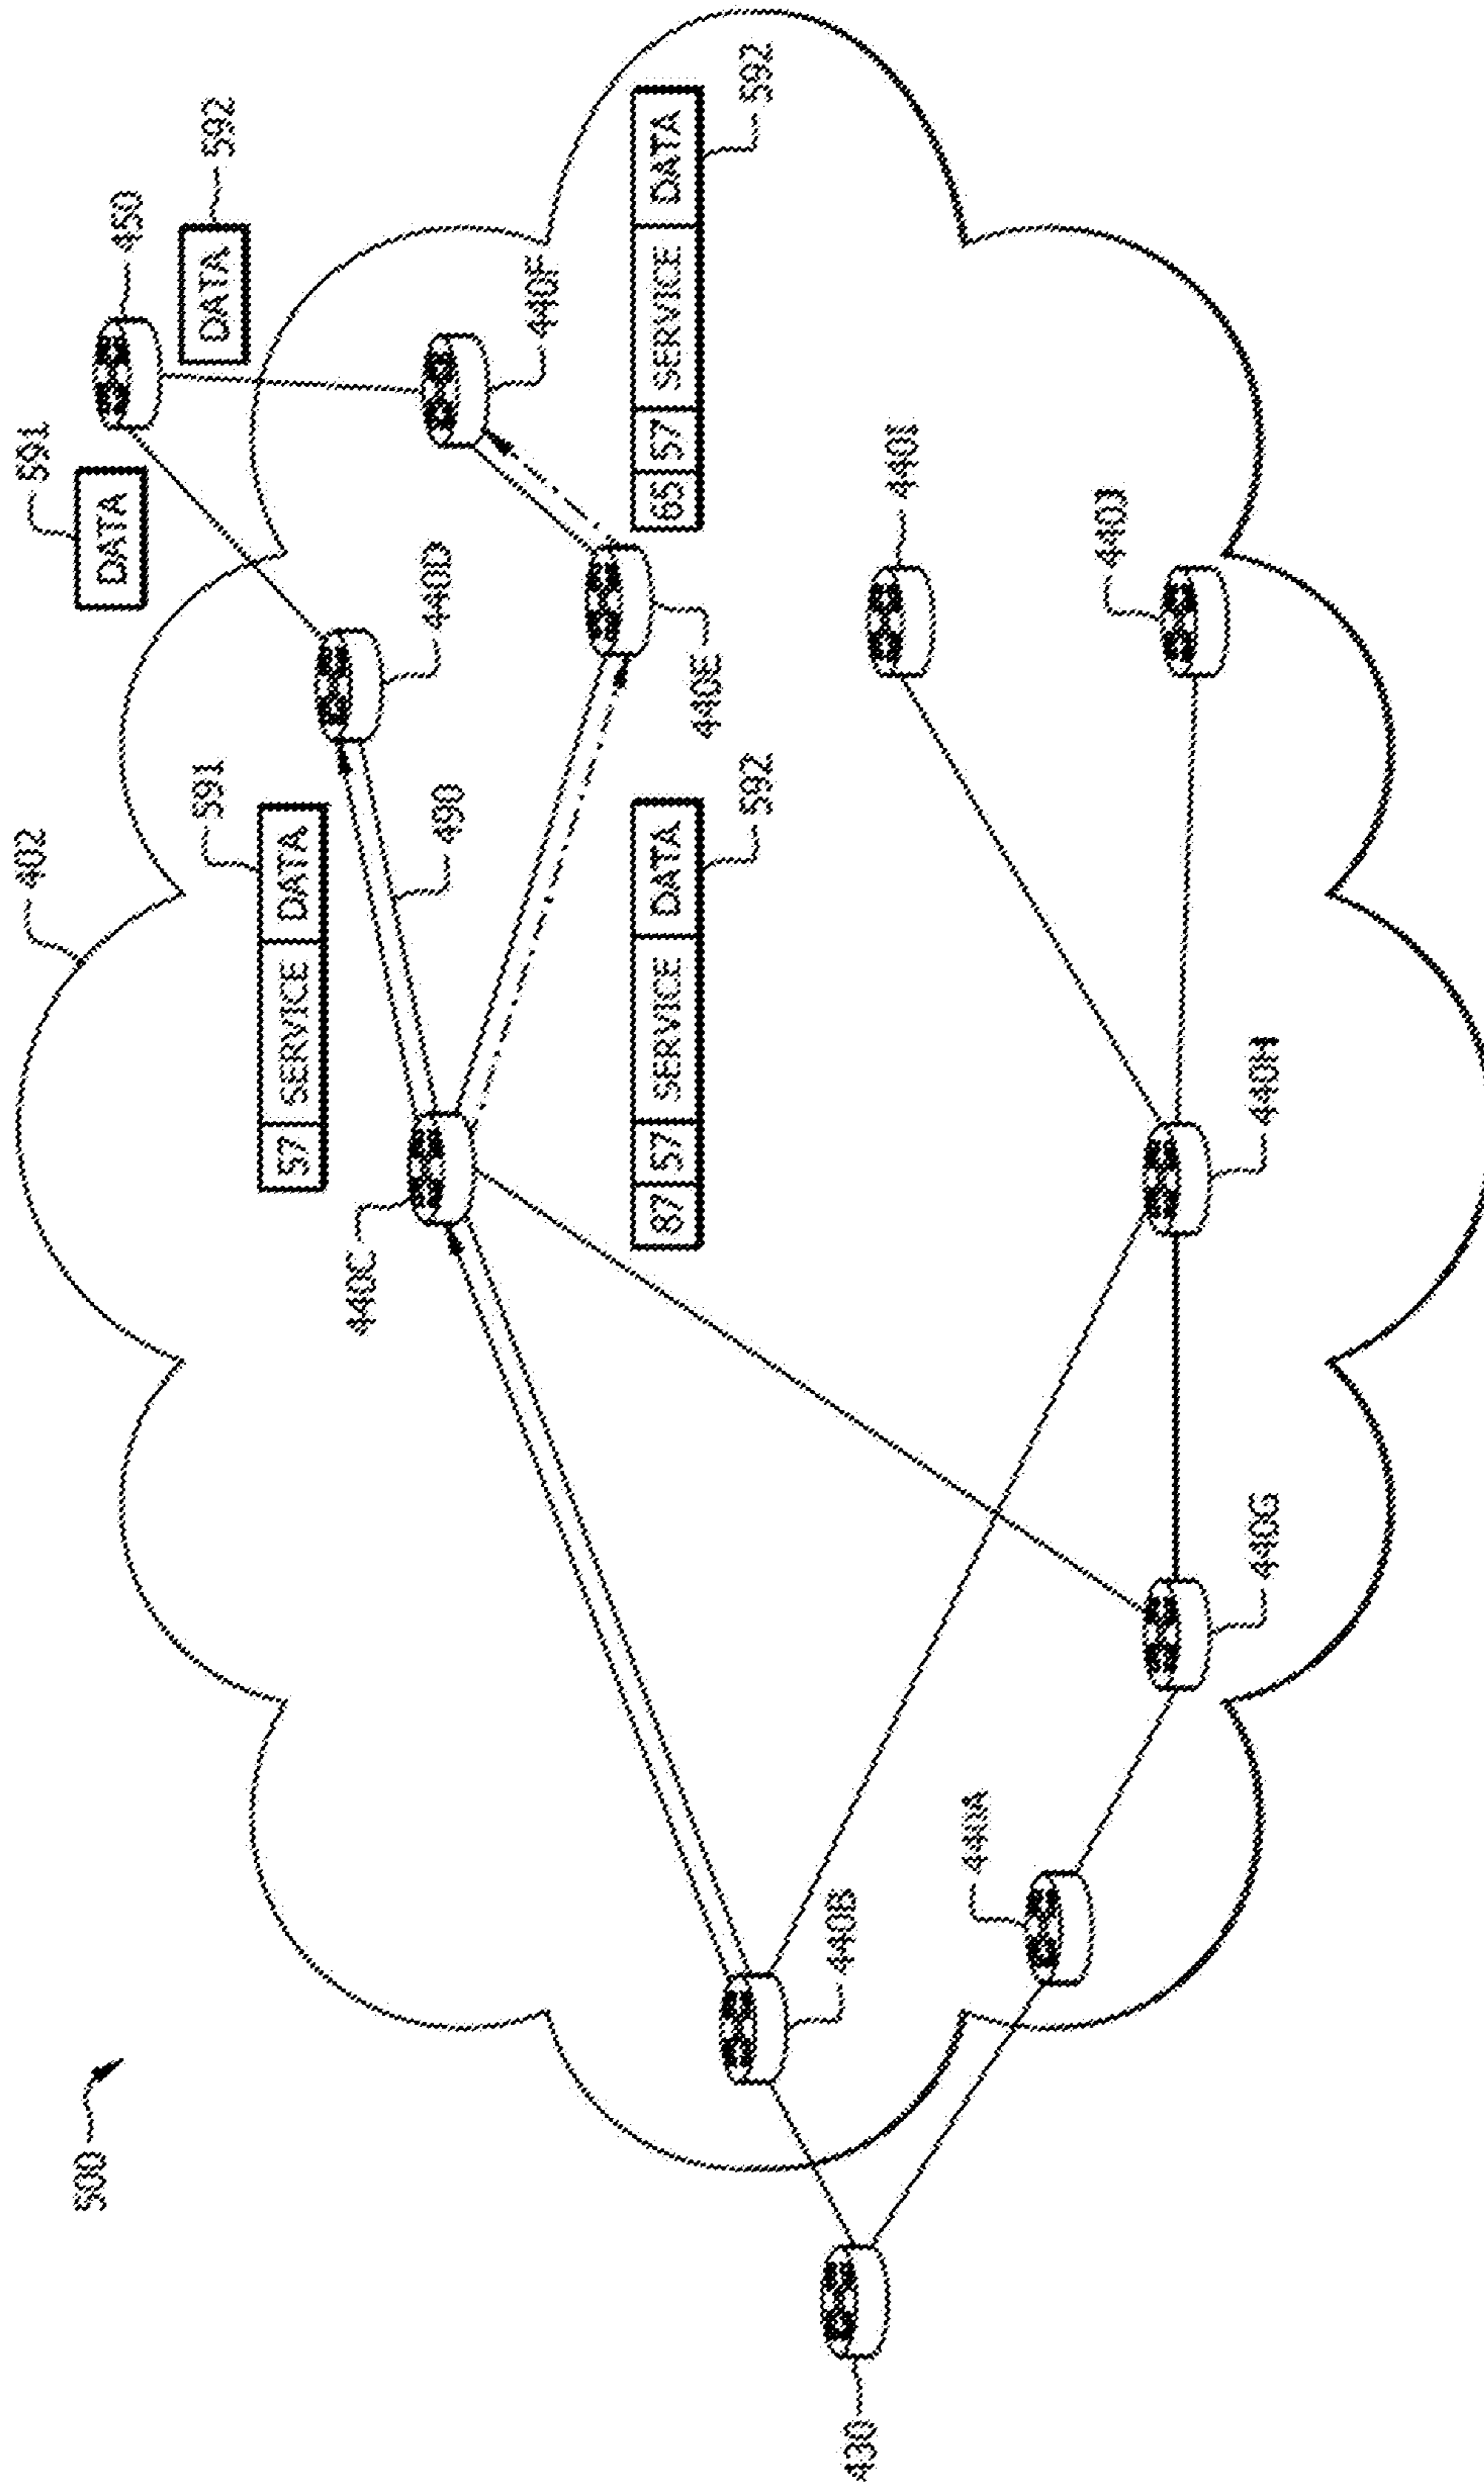 500
402
591
DATA
450
592
DATA
591
57 SERVICE DATA
440C
490
440D
440F
87 57 SERVICE DATA
65 57 SERVICE DATA
440E
592
592
440B
430
440I
440A
440J
440G
440H